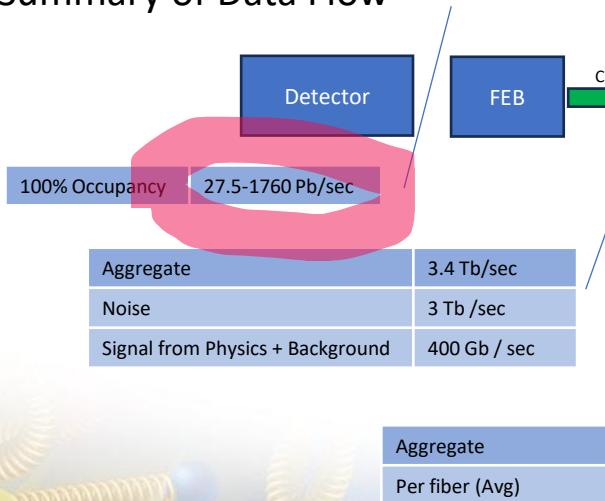 Summary of Data Flow
Detector
FEB
C
100% Occupancy 27.5-1760 Pb/sec
Aggregate 3.4 Tb/sec
Noise 3 Tb /sec
Signal from Physics + Background 400 Gb / sec
Aggregate
Per fiber (Avg)